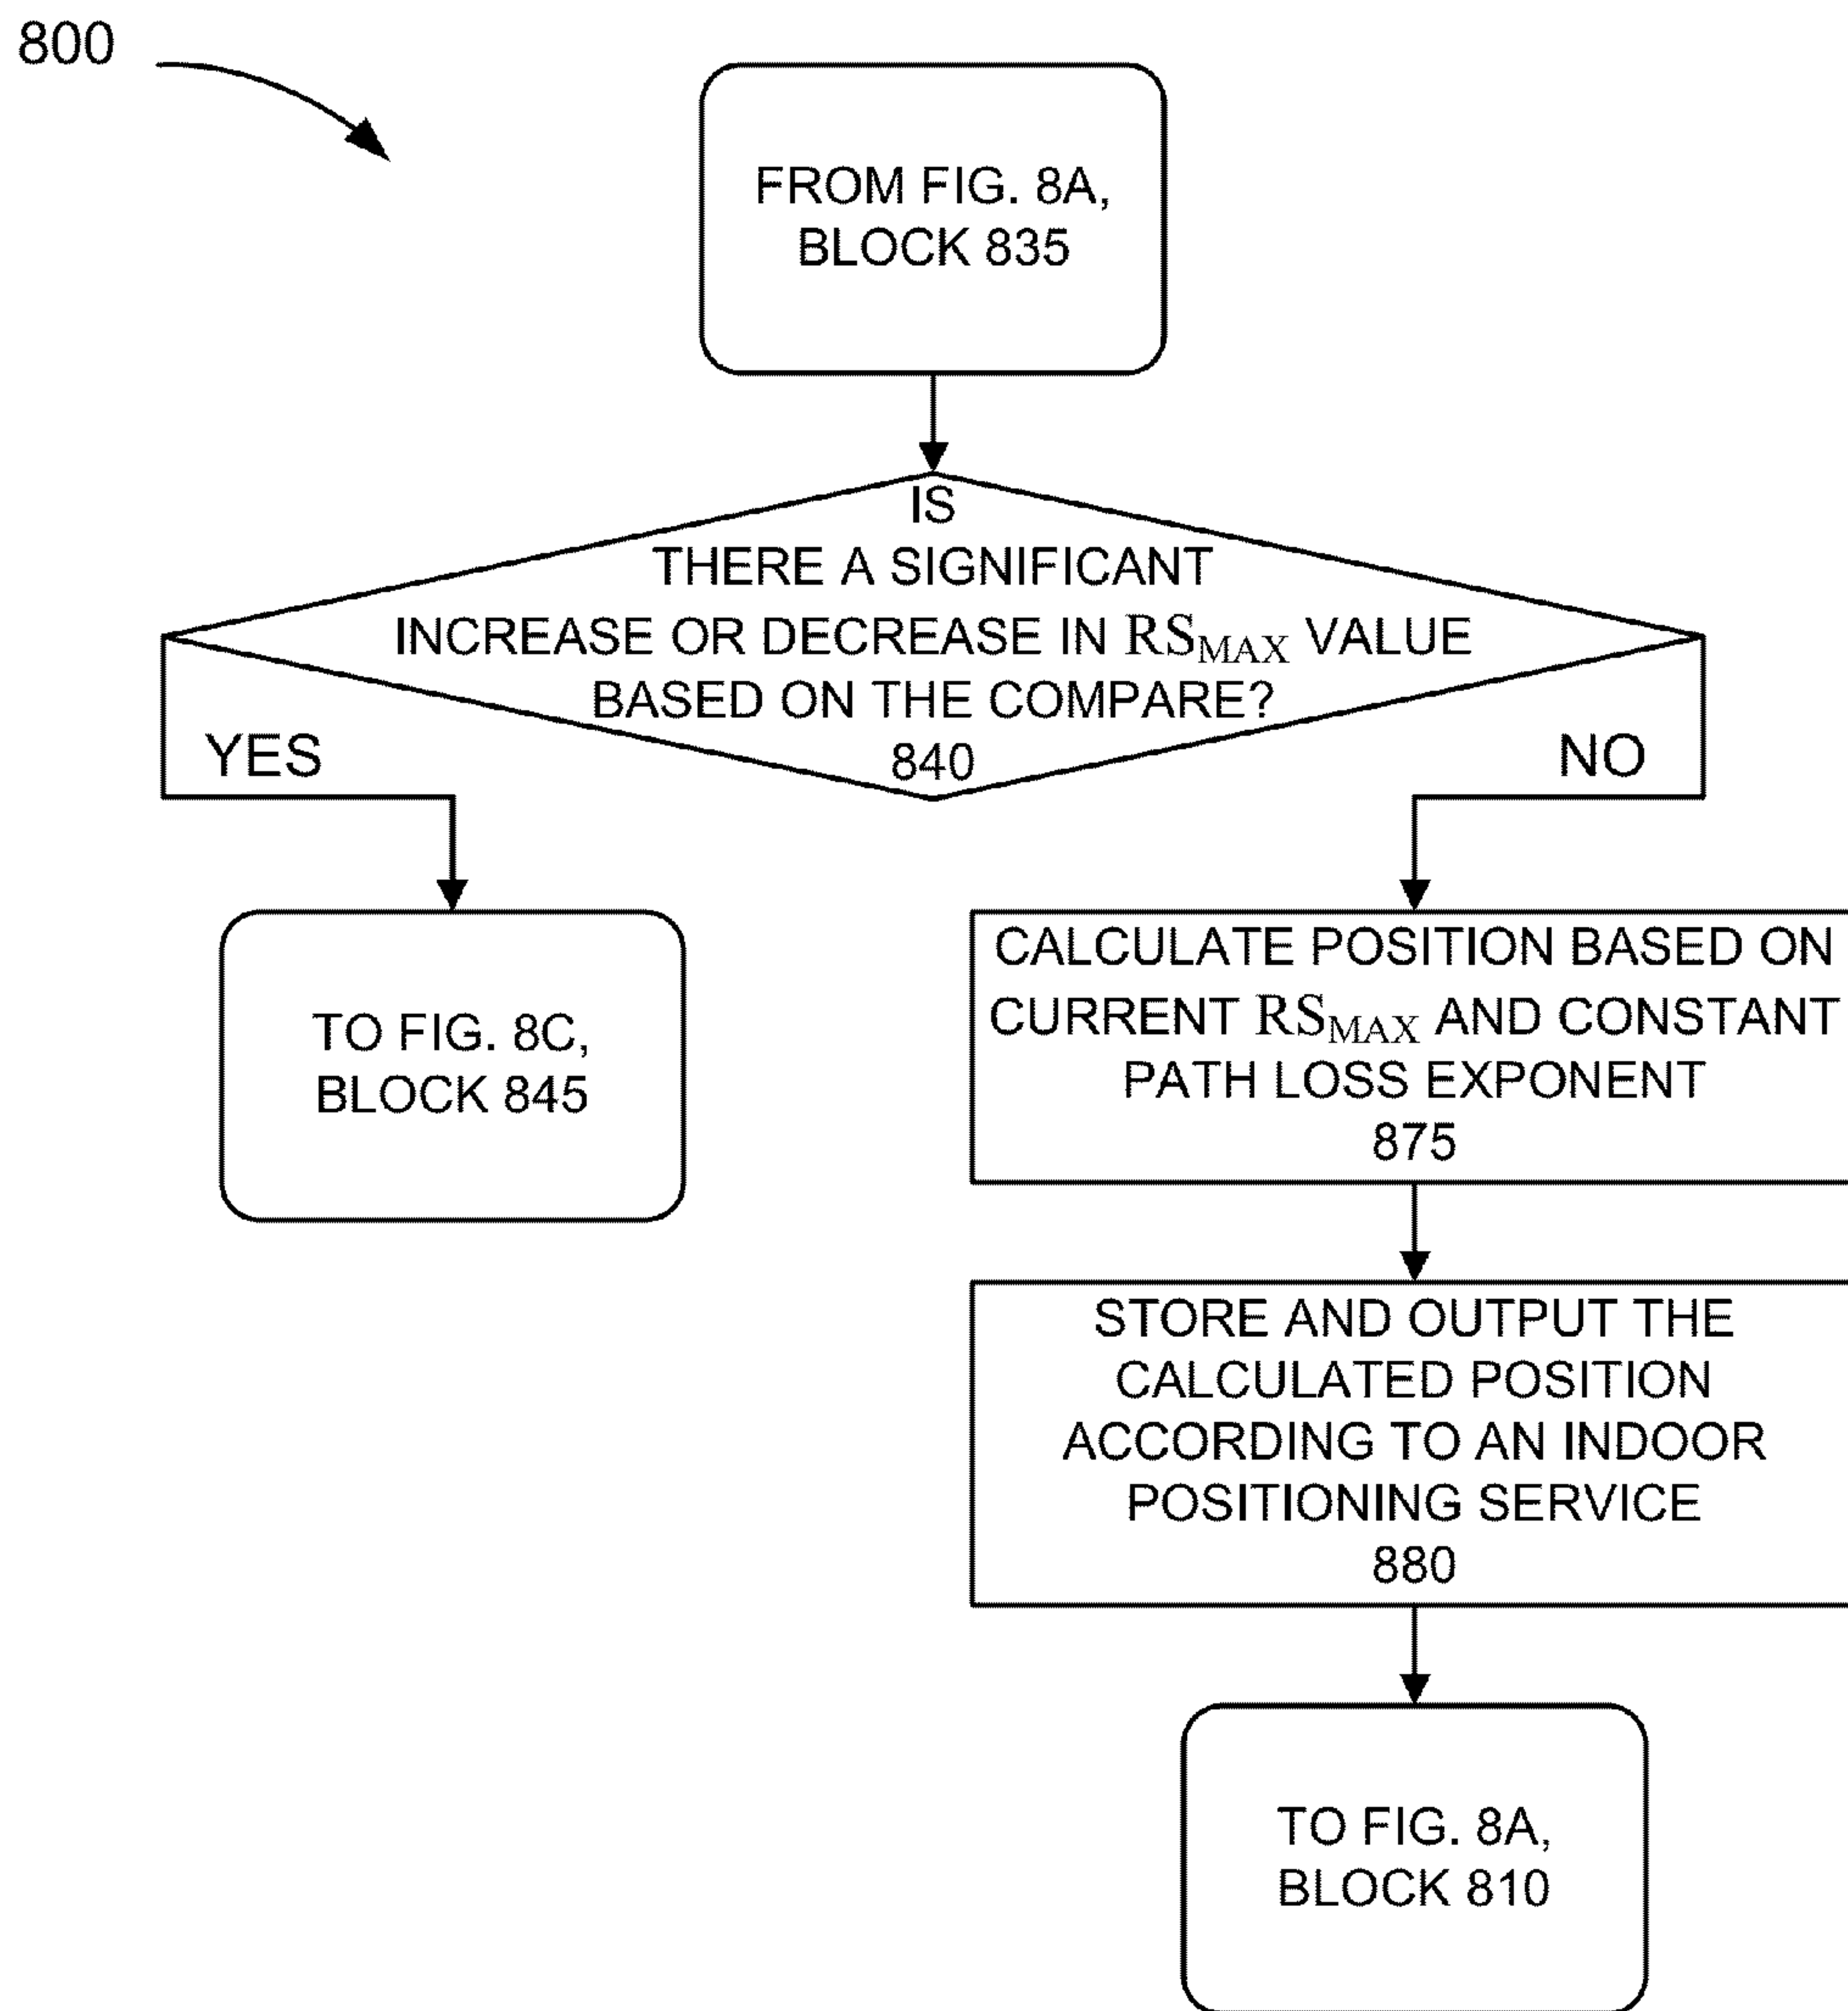 800
FROM FIG. 8A,
BLOCK 835
IS
THERE A SIGNIFICANT
INCREASE OR DECREASE IN RS_MAX VALUE
BASED ON THE COMPARE?
840
YES
NO
TO FIG. 8C,
BLOCK 845
CALCULATE POSITION BASED ON
CURRENT RS_MAX AND CONSTANT
PATH LOSS EXPONENT
875
STORE AND OUTPUT THE
CALCULATED POSITION
ACCORDING TO AN INDOOR
POSITIONING SERVICE
880
TO FIG. 8A,
BLOCK 810